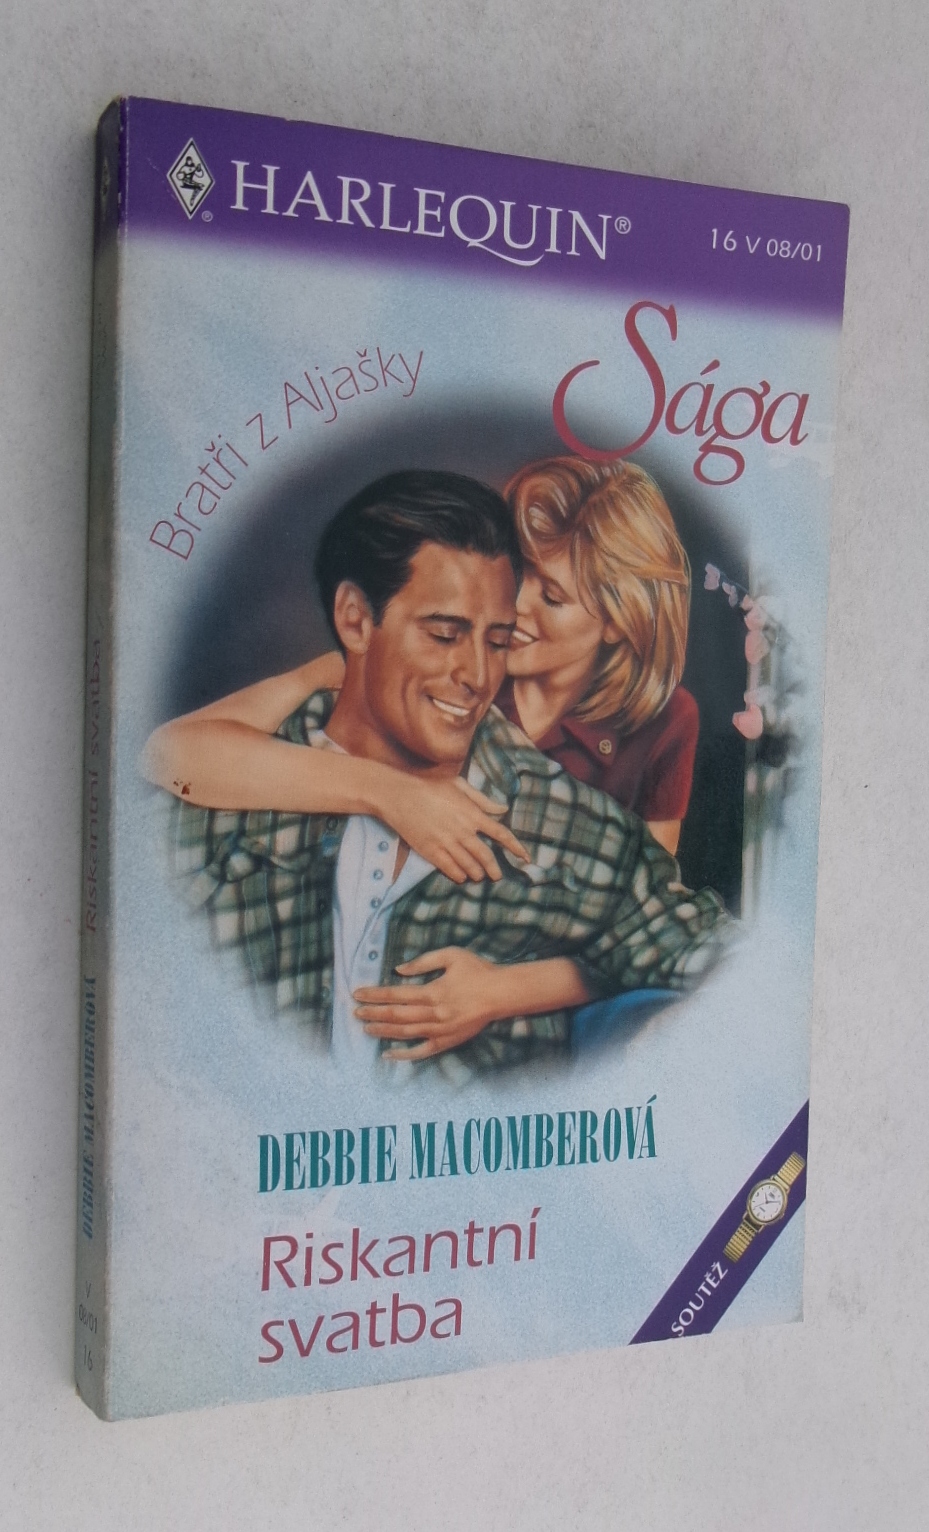 HARLEQUIN®
16 V 08/01
Sága
Bratři z Aljašky
DEBBIE MACOMBEROVÁ
Riskantní
svatba
SOUTĚŽ
DEBBIE MACOMBEROVÁ Riskantní svatba
V
08/01
16